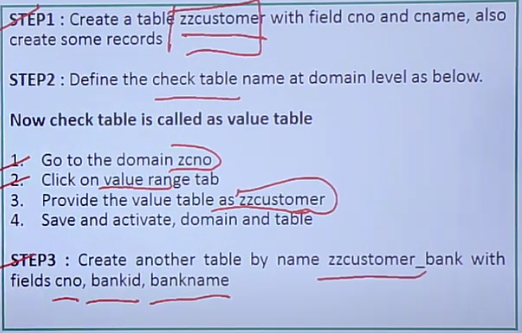 STEP1 : Create a table zzcustomer with field cno and cname, also
create some records
STEP2 : Define the check table name at domain level as below.
Now check table is called as value table
1. Go to the domain zcno
2. Click on value range tab
3. Provide the value table as zzcustomer
4. Save and activate, domain and table
STEP3 : Create another table by name zzcustomer_bank with
fields cno, bankid, bankname